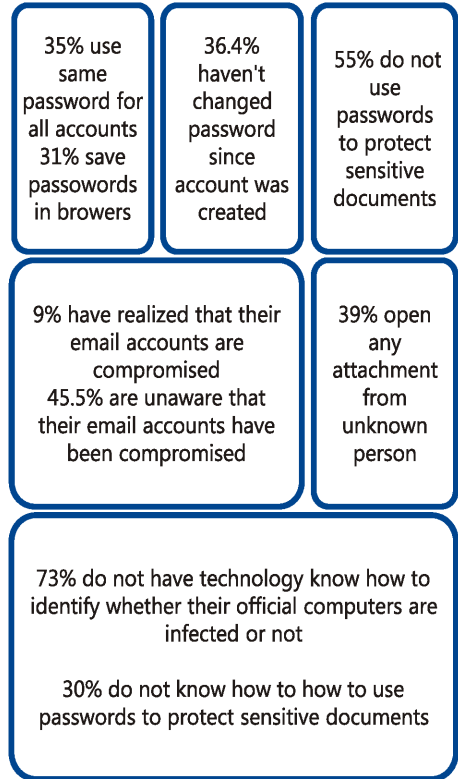 35% use
same
password for
all accounts
31% save
passowords
in browers
36.4%
haven't
changed
password
since
account was
created
55% do not
use
passwords
to protect
sensitive
documents
9% have realized that their
email accounts are
compromised
45.5% are unaware that
their email accounts have
been compromised
39% open
any
attachment
from
unknown
person
73% do not have technology know how to
identify whether their official computers are
infected or not
30% do not know how to how to use
passwords to protect sensitive documents